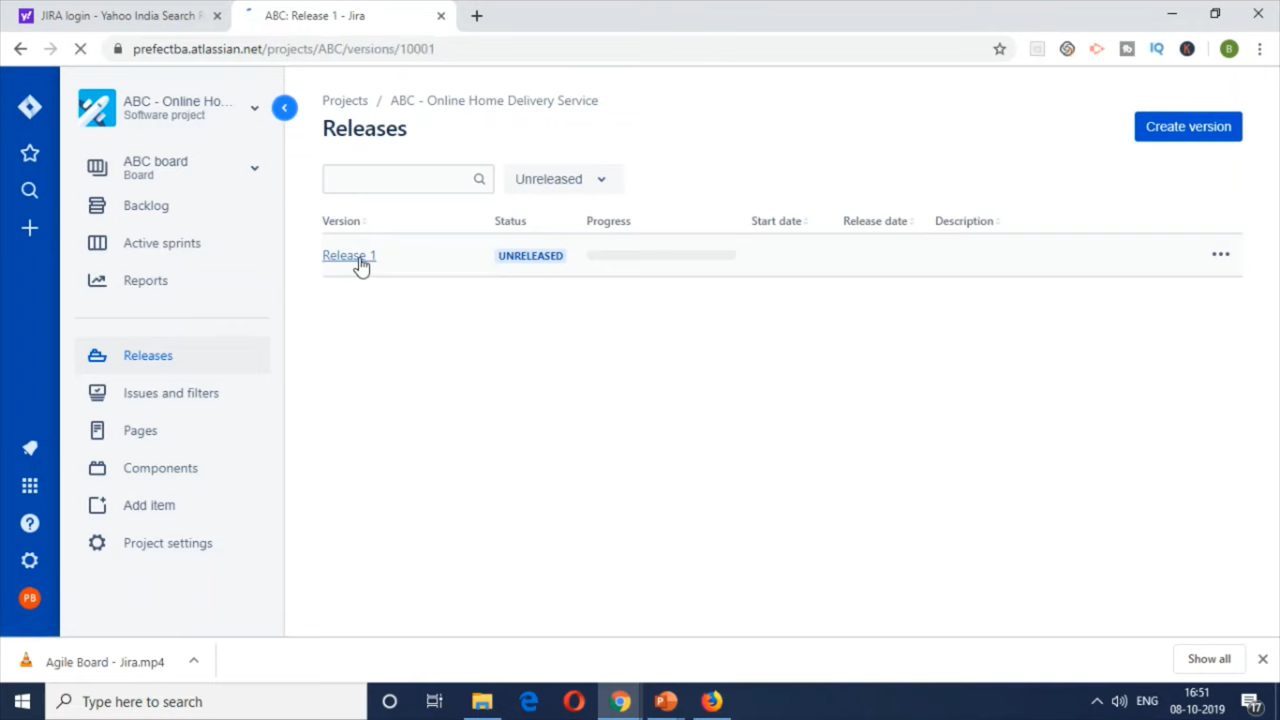 JIRA login - Yahoo India Search R
ABC: Release 1 - Jira
prefectba.atlassian.net/projects/ABC/versions/10001
IQ
K
B
ABC - Online Ho...
Software project
Projects / ABC - Online Home Delivery Service
Releases
Create version
ABC board
Board
Unreleased
Backlog
Version
Status
Progress
Start date
Release date
Description
Active sprints
Release 1
UNRELEASED
Reports
Releases
Issues and filters
Pages
Components
Add item
Project settings
PB
Agile Board - Jira.mp4
Show all
Type here to search
ENG
16:51
08-10-2019
17